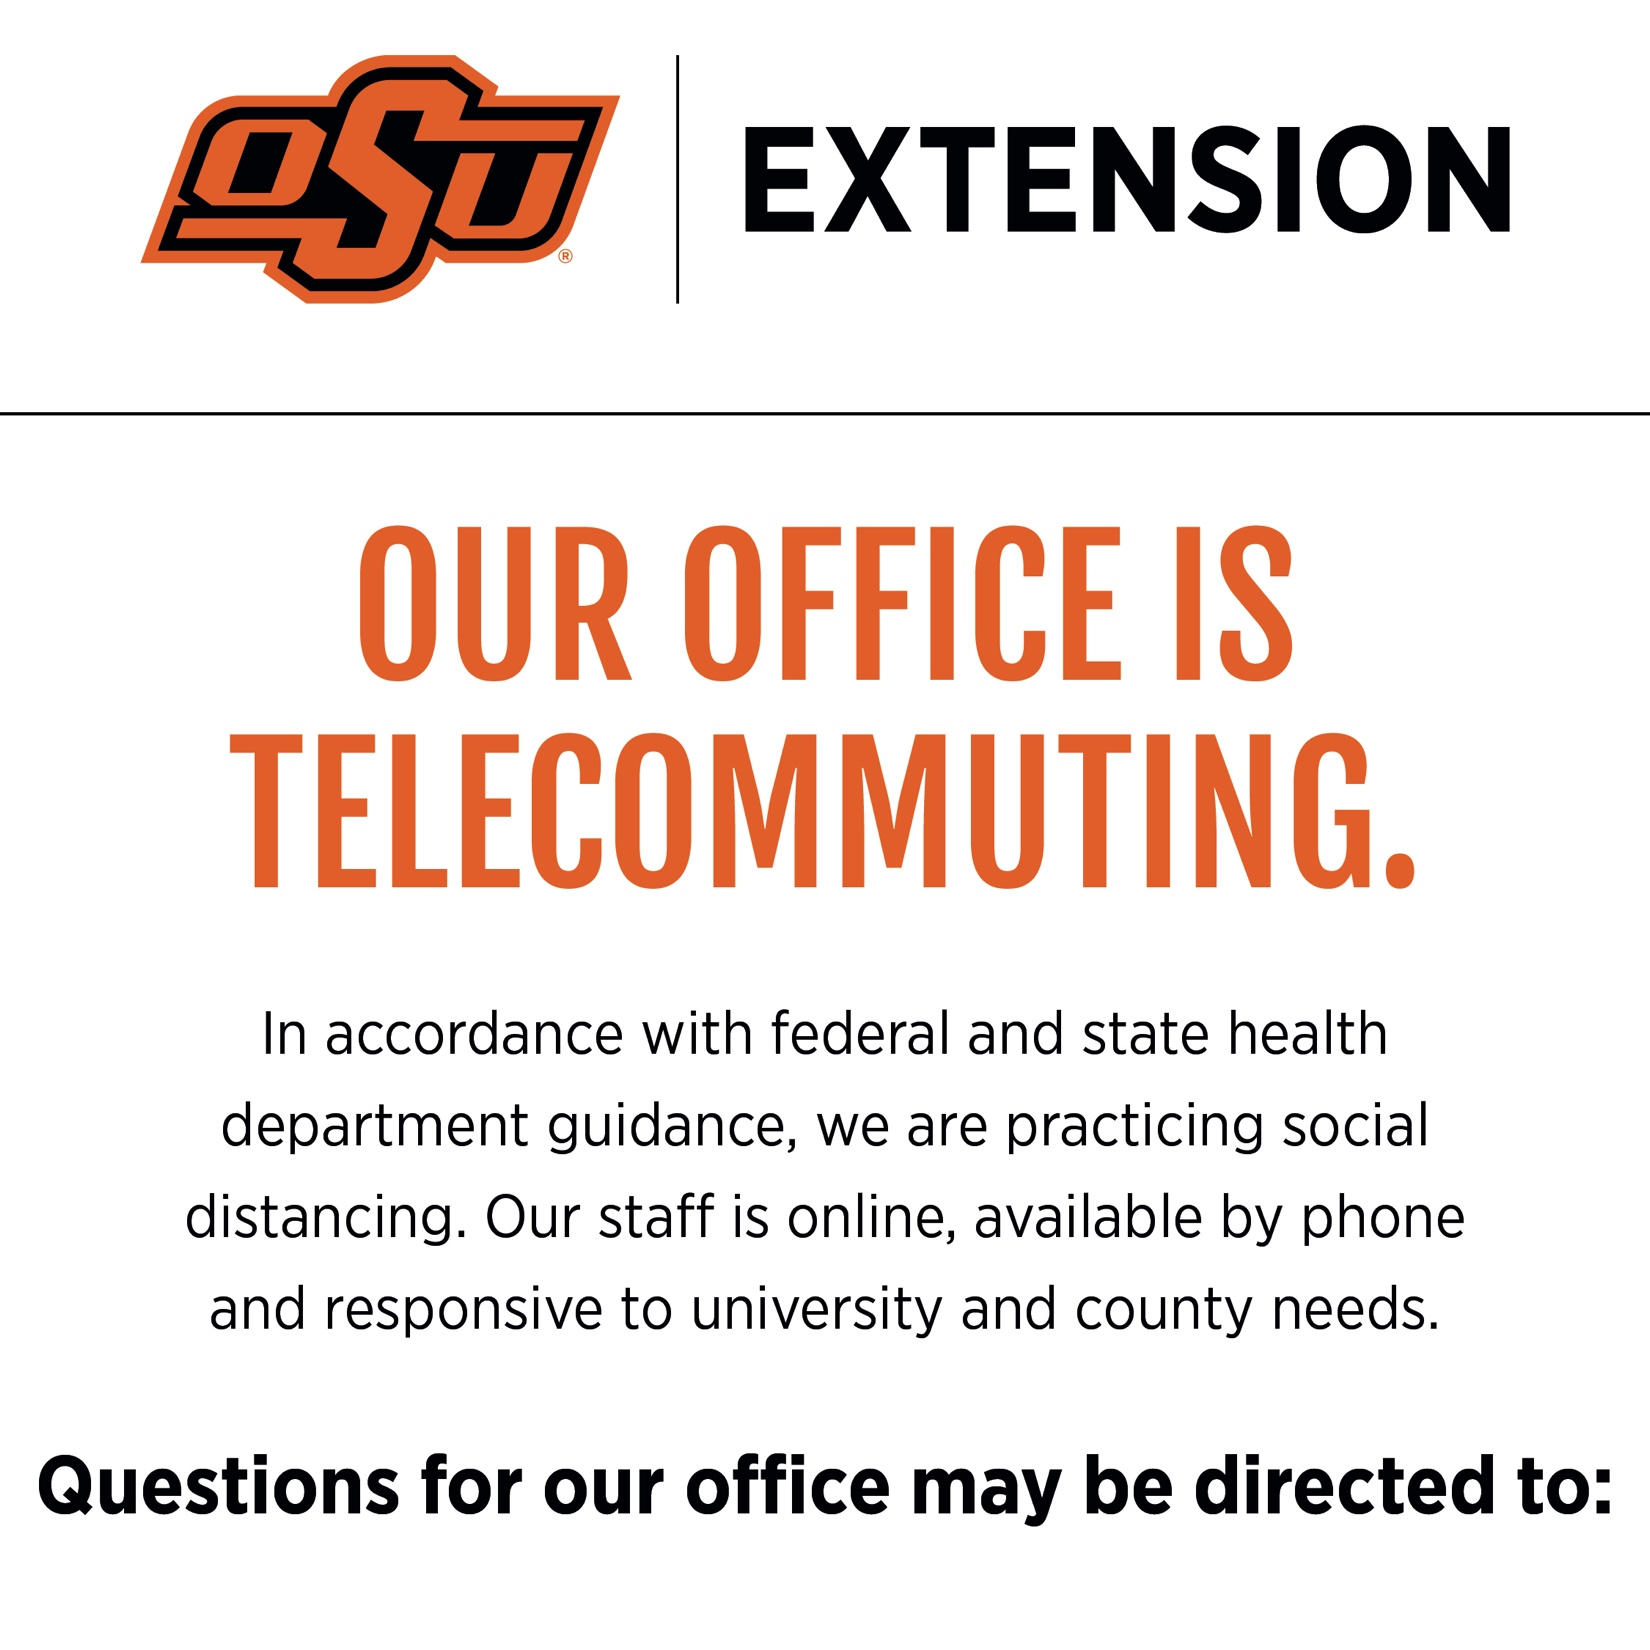 OSU®
EXTENSION
OUR OFFICE IS
TELECOMMUTING.
In accordance with federal and state health
department guidance, we are practicing social
distancing. Our staff is online, available by phone
and responsive to university and county needs.
Questions for our office may be directed to: